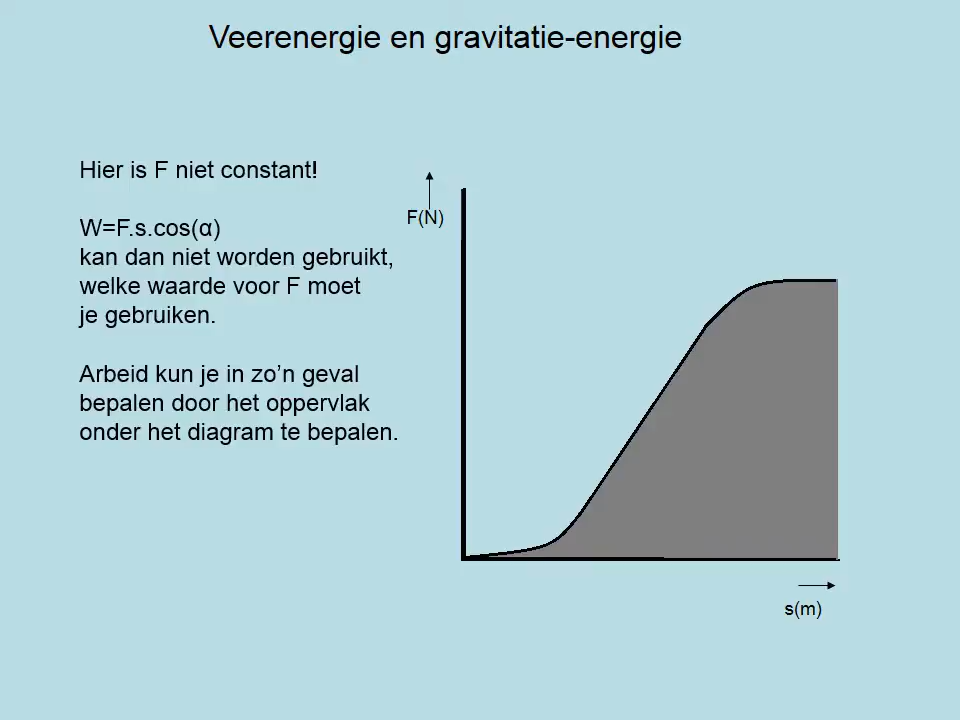 Veerenergie en gravitatie-energie
Hier is F niet constant!
W=F.s.cos(α)
kan dan niet worden gebruikt,
welke waarde voor F moet
je gebruiken.
Arbeid kun je in zo’n geval
bepalen door het oppervlak
onder het diagram te bepalen.
F(N)
s(m)